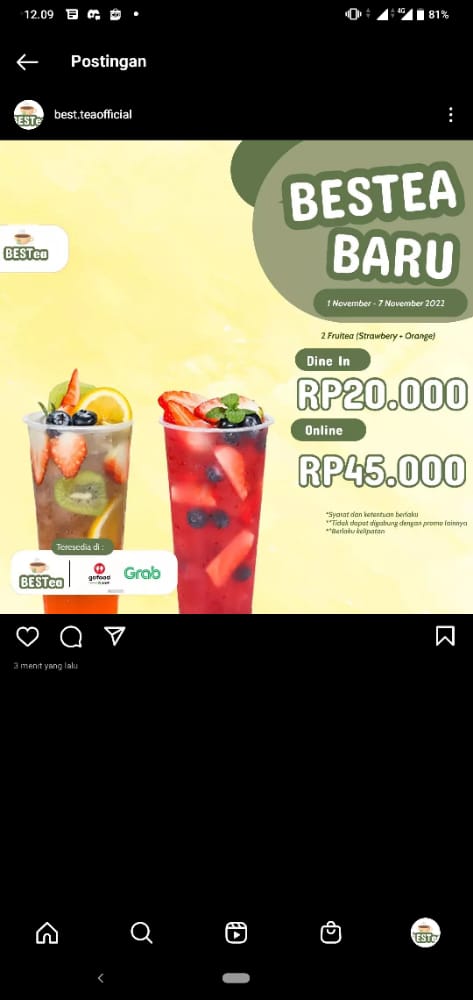 12.09
4G
81%
Postingan
best.teaofficial
BESTEA
BARU
BESTea
1 November - 7 November 2022
2 Fruitea (Strawbery + Orange)
Dine In
RP20.000
Online
RP45.000
*Syarat dan ketentuan berlaku
**Tidak dapat digabung dengan promo lainnya
**Berlaku kelipatan
Teresedia di :
BESTea
gofood
Grab
3 menit yang lalu